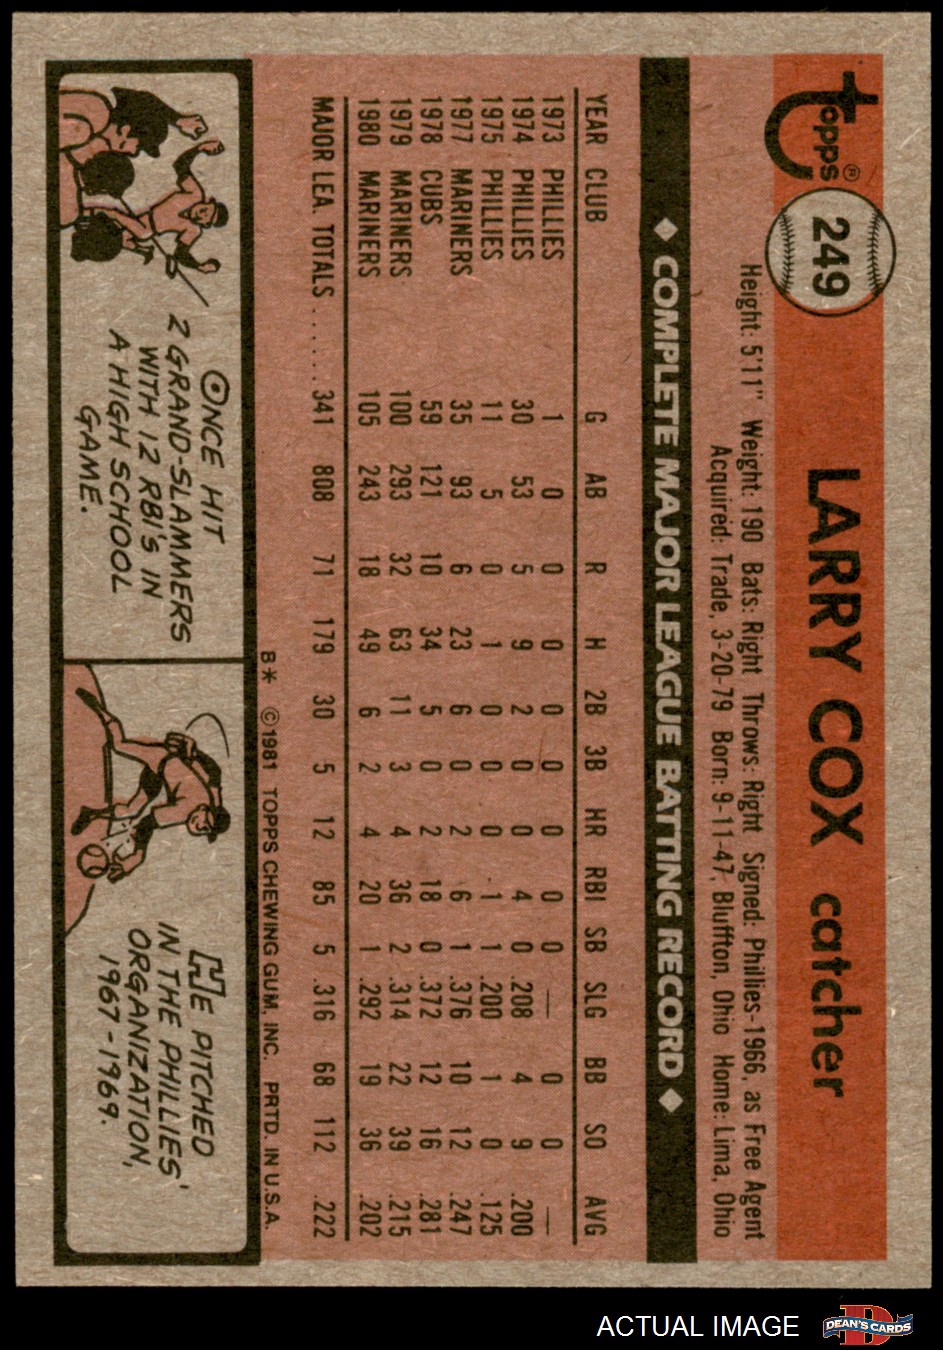 topps®
249
LARRY COX catcher
Height: 5'11" Weight: 190 Bats: Right Throws: Right Signed: Phillies-1966, as Free Agent
Acquired: Trade, 3-20-79 Born: 9-11-47, Bluffton, Ohio Home: Lima, Ohio
◆ COMPLETE MAJOR LEAGUE BATTING RECORD ◆
YEAR CLUB G AB R H 2B 3B HR RBI SB SLG BB SO AVG
1973 PHILLIES 1 0 0 0 0 0 0 0 0 — 0 0 —
1974 PHILLIES 30 53 5 9 2 0 0 4 0 .208 4 9 .200
1975 PHILLIES 11 5 0 1 0 0 0 1 1 .200 1 0 .125
1977 MARINERS 35 93 6 23 6 0 2 6 1 .376 10 12 .247
1978 CUBS 59 121 10 34 5 0 2 18 0 .372 12 16 .281
1979 MARINERS 100 293 32 63 11 3 4 36 2 .314 22 39 .215
1980 MARINERS 105 243 18 49 6 2 4 20 1 .292 19 36 .202
MAJOR LEA. TOTALS......341 808 71 179 30 5 12 85 5 .316 68 112 .222
B* ©1981 TOPPS CHEWING GUM, INC. PRTD. IN U.S.A.
ONCE HIT
2 GRAND-SLAMMERS
WITH 12 RBI'S IN
A HIGH SCHOOL
GAME.
HE PITCHED
IN THE PHILLIES'
ORGANIZATION,
1967-1969.
ACTUAL IMAGE
D
DEAN'S CARDS